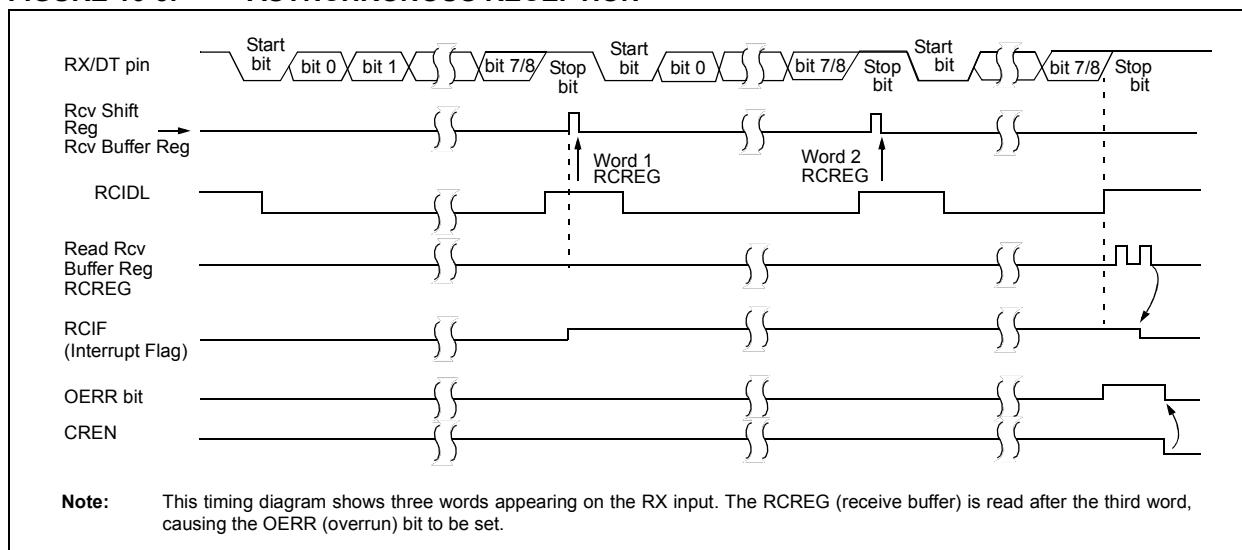 RX/DT pin
Start
bit
bit 0
bit 1
bit 7/8
Stop
bit
Start
bit
bit 0
bit 7/8
Stop
bit
Start
bit
bit 7/8
Stop
bit
Rcv Shift
Reg
Rcv Buffer Reg
Word 1
RCREG
Word 2
RCREG
RCIDL
Read Rcv
Buffer Reg
RCREG
RCIF
(Interrupt Flag)
OERR bit
CREN
Note: This timing diagram shows three words appearing on the RX input. The RCREG (receive buffer) is read after the third word,
causing the OERR (overrun) bit to be set.